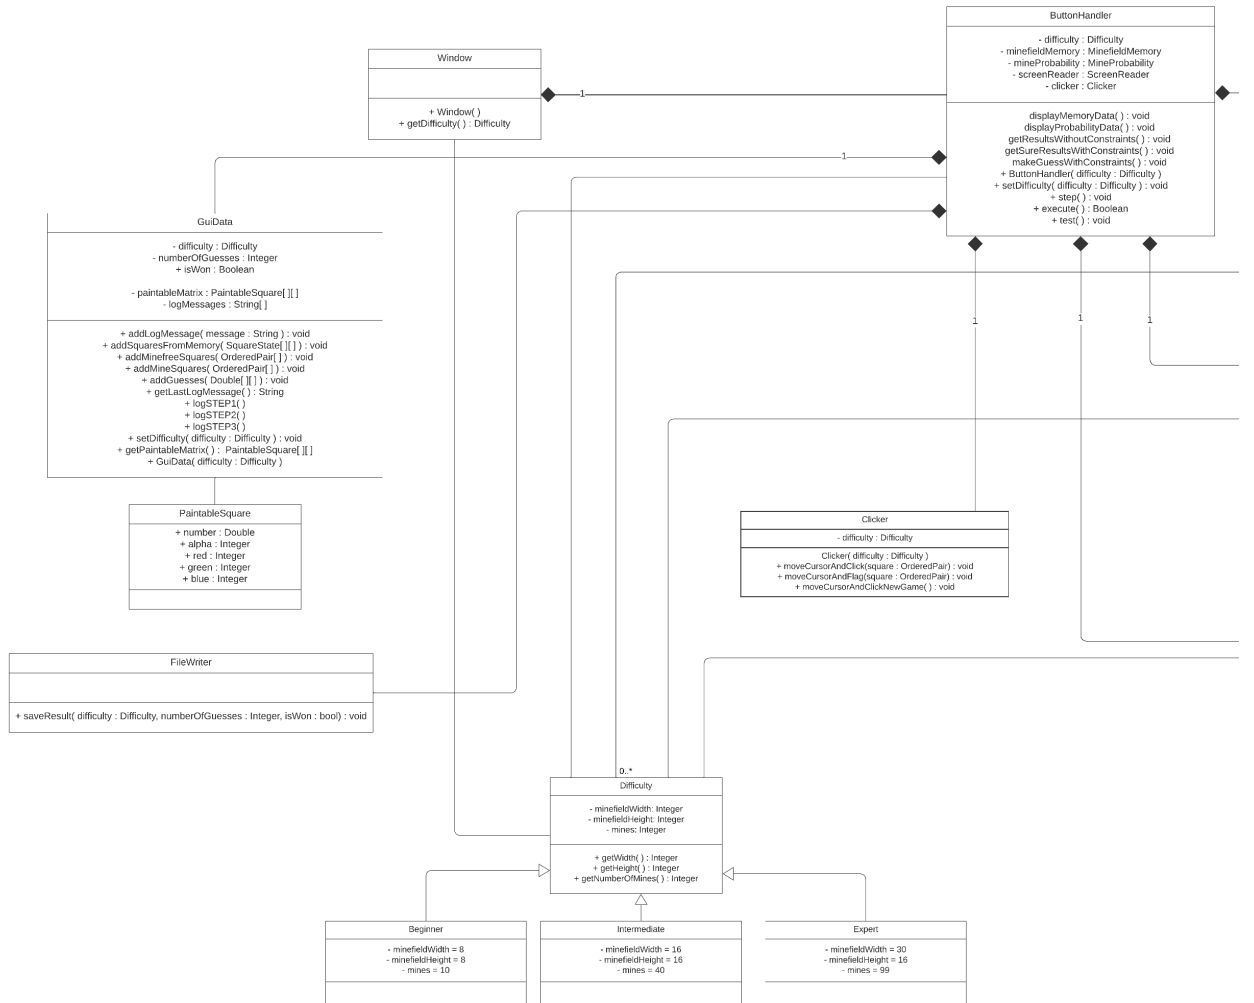 ButtonHandler
- difficulty : Difficulty
- minefieldMemory : MinefieldMemory
- mineProbability : MineProbability
- screenReader : ScreenReader
- clicker : Clicker
displayMemoryData( ) : void
displayProbabilityData( ) : void
getResultsWithoutConstraints( ) : void
getSureResultsWithConstraints( ) : void
makeGuessWithConstraints( ) : void
+ ButtonHandler( difficulty : Difficulty )
+ setDifficulty( difficulty : Difficulty ) : void
+ step( ) : void
+ execute( ) : Boolean
+ test( ) : void
Window
+ Window( )
+ getDifficulty( ) : Difficulty
1
1
GuiData
- difficulty : Difficulty
- numberOfGuesses : Integer
+ isWon : Boolean
- paintableMatrix : PaintableSquare[ ][ ]
- logMessages : String[ ]
+ addLogMessage( message : String ) : void
+ addSquaresFromMemory( SquareState[ ][ ] ) : void
+ addMinefreeSquares( OrderedPair[ ] ) : void
+ addMineSquares( OrderedPair[ ] ) : void
+ addGuesses( Double[ ][ ] ) : void
+ getLastLogMessage( ) : String
+ logSTEP1( )
+ logSTEP2( )
+ logSTEP3( )
+ setDifficulty( difficulty : Difficulty ) : void
+ getPaintableMatrix( ) :  PaintableSquare[ ][ ]
+ GuiData( difficulty : Difficulty )
1
1
1
PaintableSquare
+ number : Double
+ alpha : Integer
+ red : Integer
+ green : Integer
+ blue : Integer
Clicker
- difficulty : Difficulty
Clicker( difficulty : Difficulty )
+ moveCursorAndClick(square : OrderedPair) : void
+ moveCursorAndFlag(square : OrderedPair) : void
+ moveCursorAndClickNewGame( ) : void
FileWriter
+ saveResult( difficulty : Difficulty, numberOfGuesses : Integer, isWon : bool) : void
0..*
Difficulty
- minefieldWidth: Integer
- minefieldHeight: Integer
- mines: Integer
+ getWidth( ) : Integer
+ getHeight( ) : Integer
+ getNumberOfMines( ) : Integer
Beginner
- minefieldWidth = 8
- minefieldHeight = 8
- mines = 10
Intermediate
- minefieldWidth = 16
- minefieldHeight = 16
- mines = 40
Expert
- minefieldWidth = 30
- minefieldHeight = 16
- mines = 99